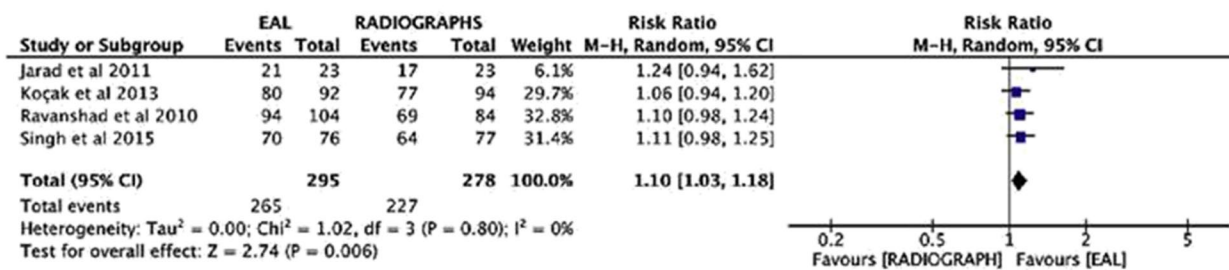 EAL RADIOGRAPHS Risk Ratio Risk Ratio
Study or Subgroup Events Total Events Total Weight M-H, Random, 95% CI M-H, Random, 95% CI
Jarad et al 2011 21 23 17 23 6.1% 1.24 [0.94, 1.62]
Koçak et al 2013 80 92 77 94 29.7% 1.06 [0.94, 1.20]
Ravanshad et al 2010 94 104 69 84 32.8% 1.10 [0.98, 1.24]
Singh et al 2015 70 76 64 77 31.4% 1.11 [0.98, 1.25]
Total (95% CI) 295 278 100.0% 1.10 [1.03, 1.18]
Total events 265 227
Heterogeneity: Tau² = 0.00; Chi² = 1.02, df = 3 (P = 0.80); I² = 0%
Test for overall effect: Z = 2.74 (P = 0.006)
0.2 0.5 1 2 5
Favours [RADIOGRAPH] Favours [EAL]